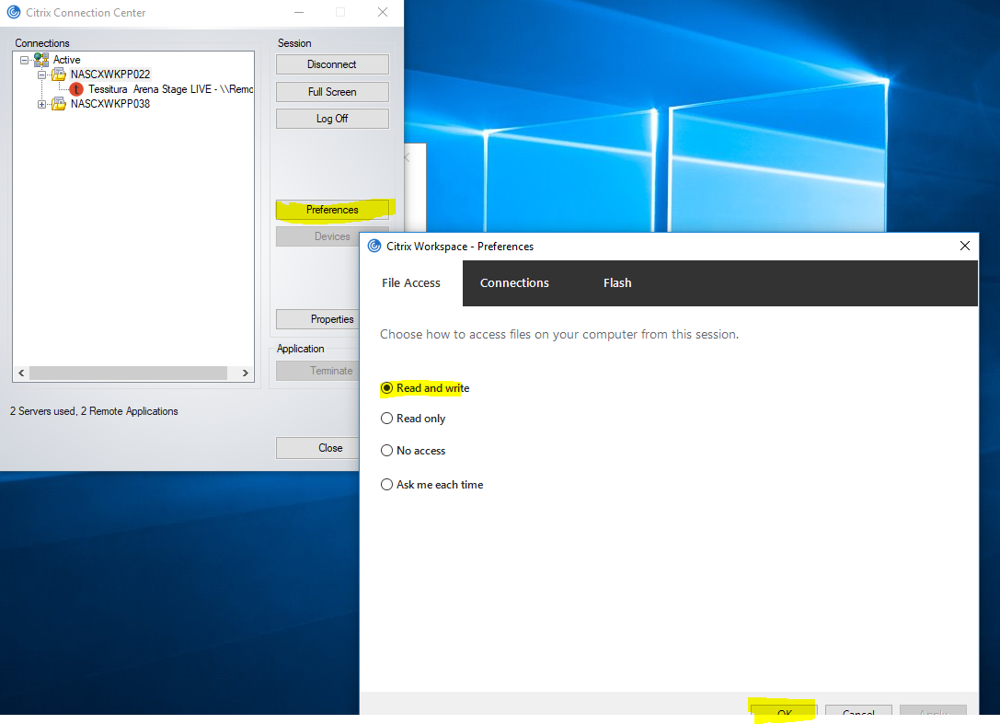 Citrix Connection Center
Connections
Active
NASCXWKPP022
Tessitura Arena Stage LIVE - \\Remo
NASCXWKPP038
Session
Disconnect
Full Screen
Log Off
Preferences
Devices
Properties
Application
Terminate
2 Servers used, 2 Remote Applications
Close
Citrix Workspace - Preferences
File Access
Connections
Flash
Choose how to access files on your computer from this session.
Read and write
Read only
No access
Ask me each time
OK
Cancel
Apply